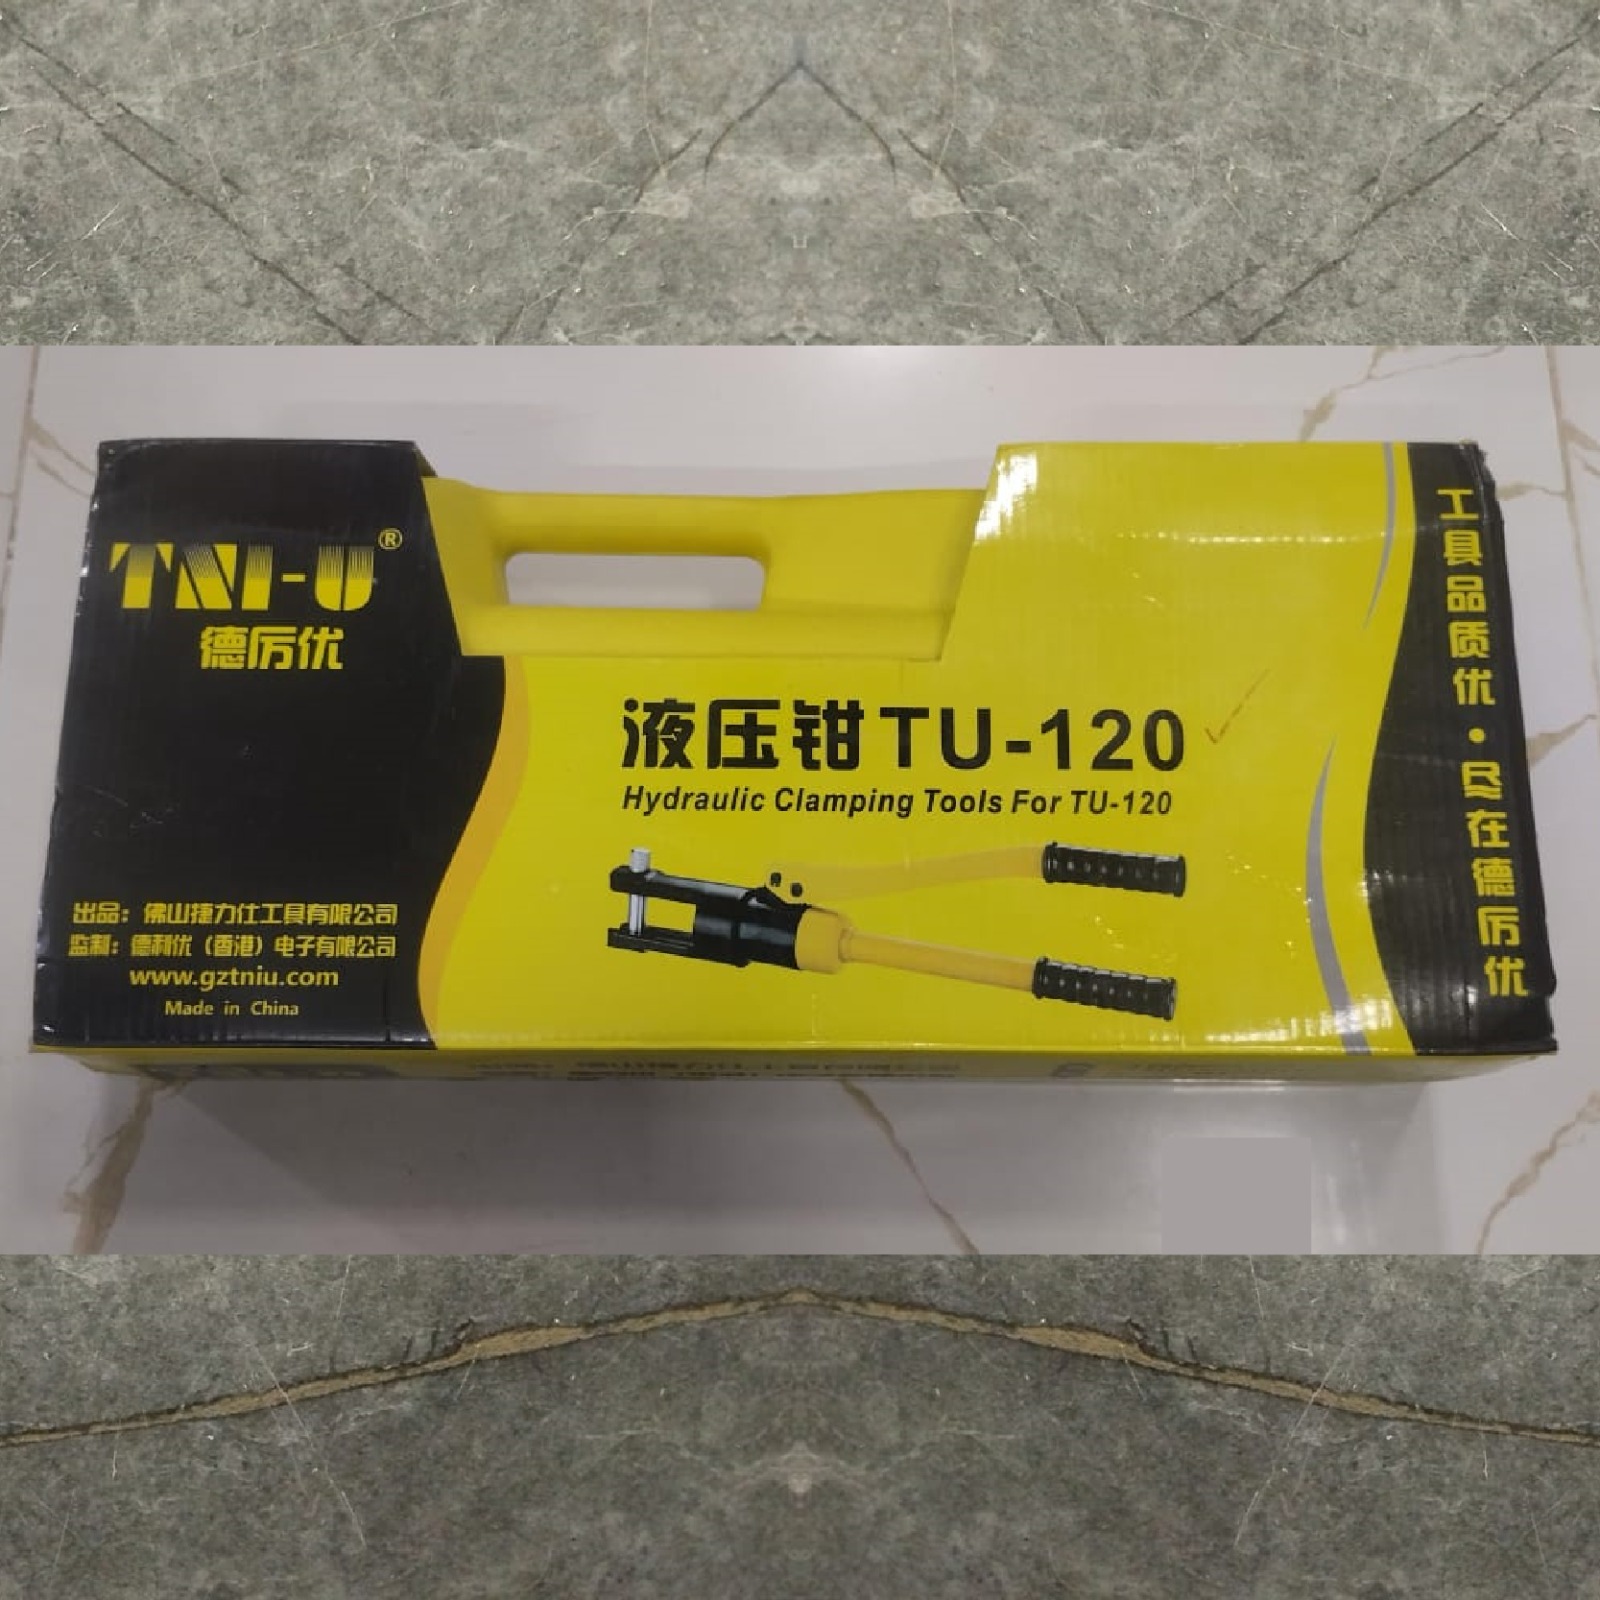 TNI-U®
德厉优
液压钳TU-120
Hydraulic Clamping Tools For TU-120
出品：佛山捷力仕工具有限公司
监制：德利优（香港）电子有限公司
www.gztniu.com
Made in China
工具品质优·尽在德厉优